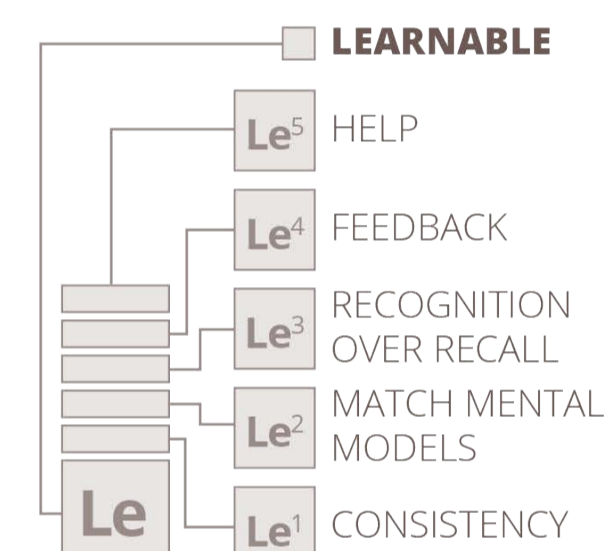 LEARNABLE
Le⁵ HELP
Le⁴ FEEDBACK
Le³ RECOGNITION
OVER RECALL
Le² MATCH MENTAL
MODELS
Le
Le¹ CONSISTENCY